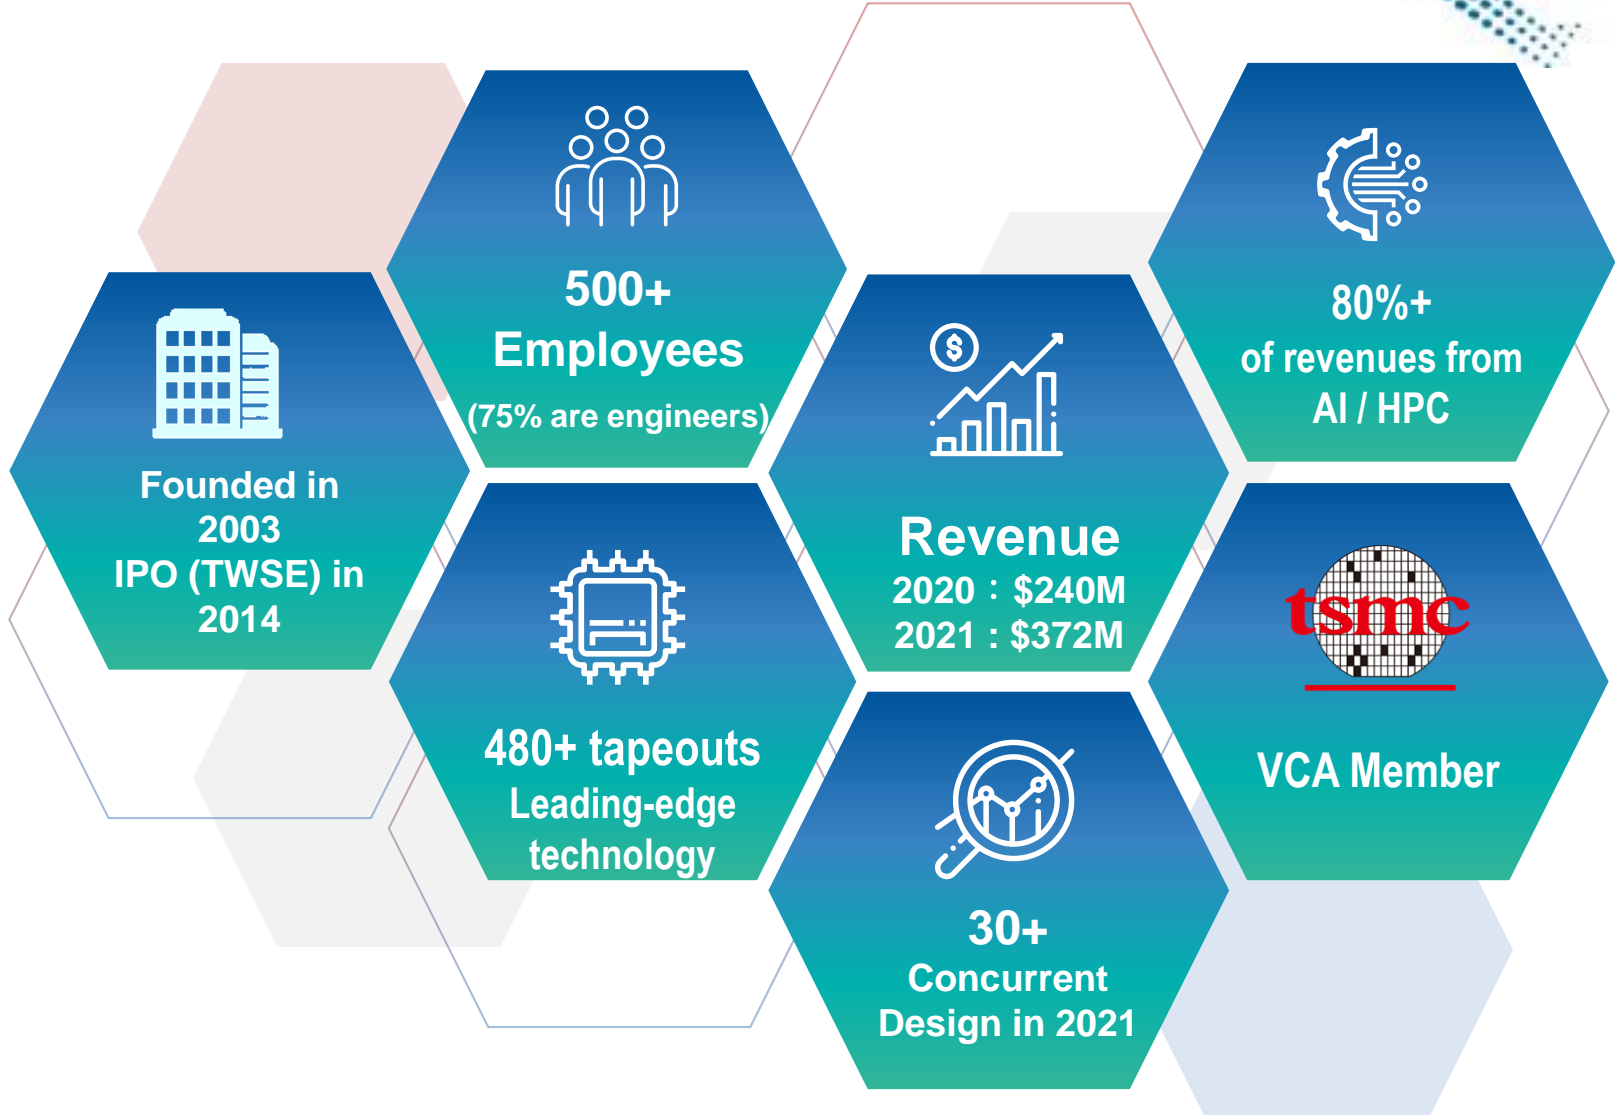 500+
Employees
(75% are engineers)
80%+
of revenues from
AI / HPC
Founded in
2003
IPO (TWSE) in
2014
Revenue
2020：$240M
2021 : $372M
480+ tapeouts
Leading-edge
technology
tsmc
VCA Member
30+
Concurrent
Design in 2021